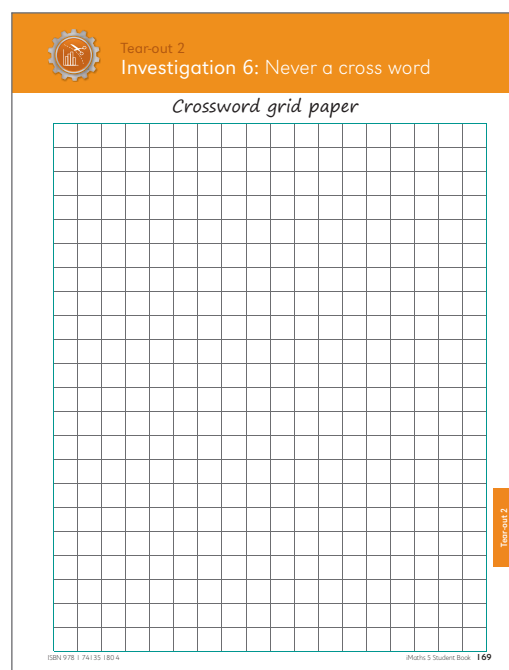 Tear-out 2
Investigation 6: Never a cross word
Crossword grid paper
Tear-out 2
ISBN 978 1 74135 180 4
iMaths 5 Student Book 169